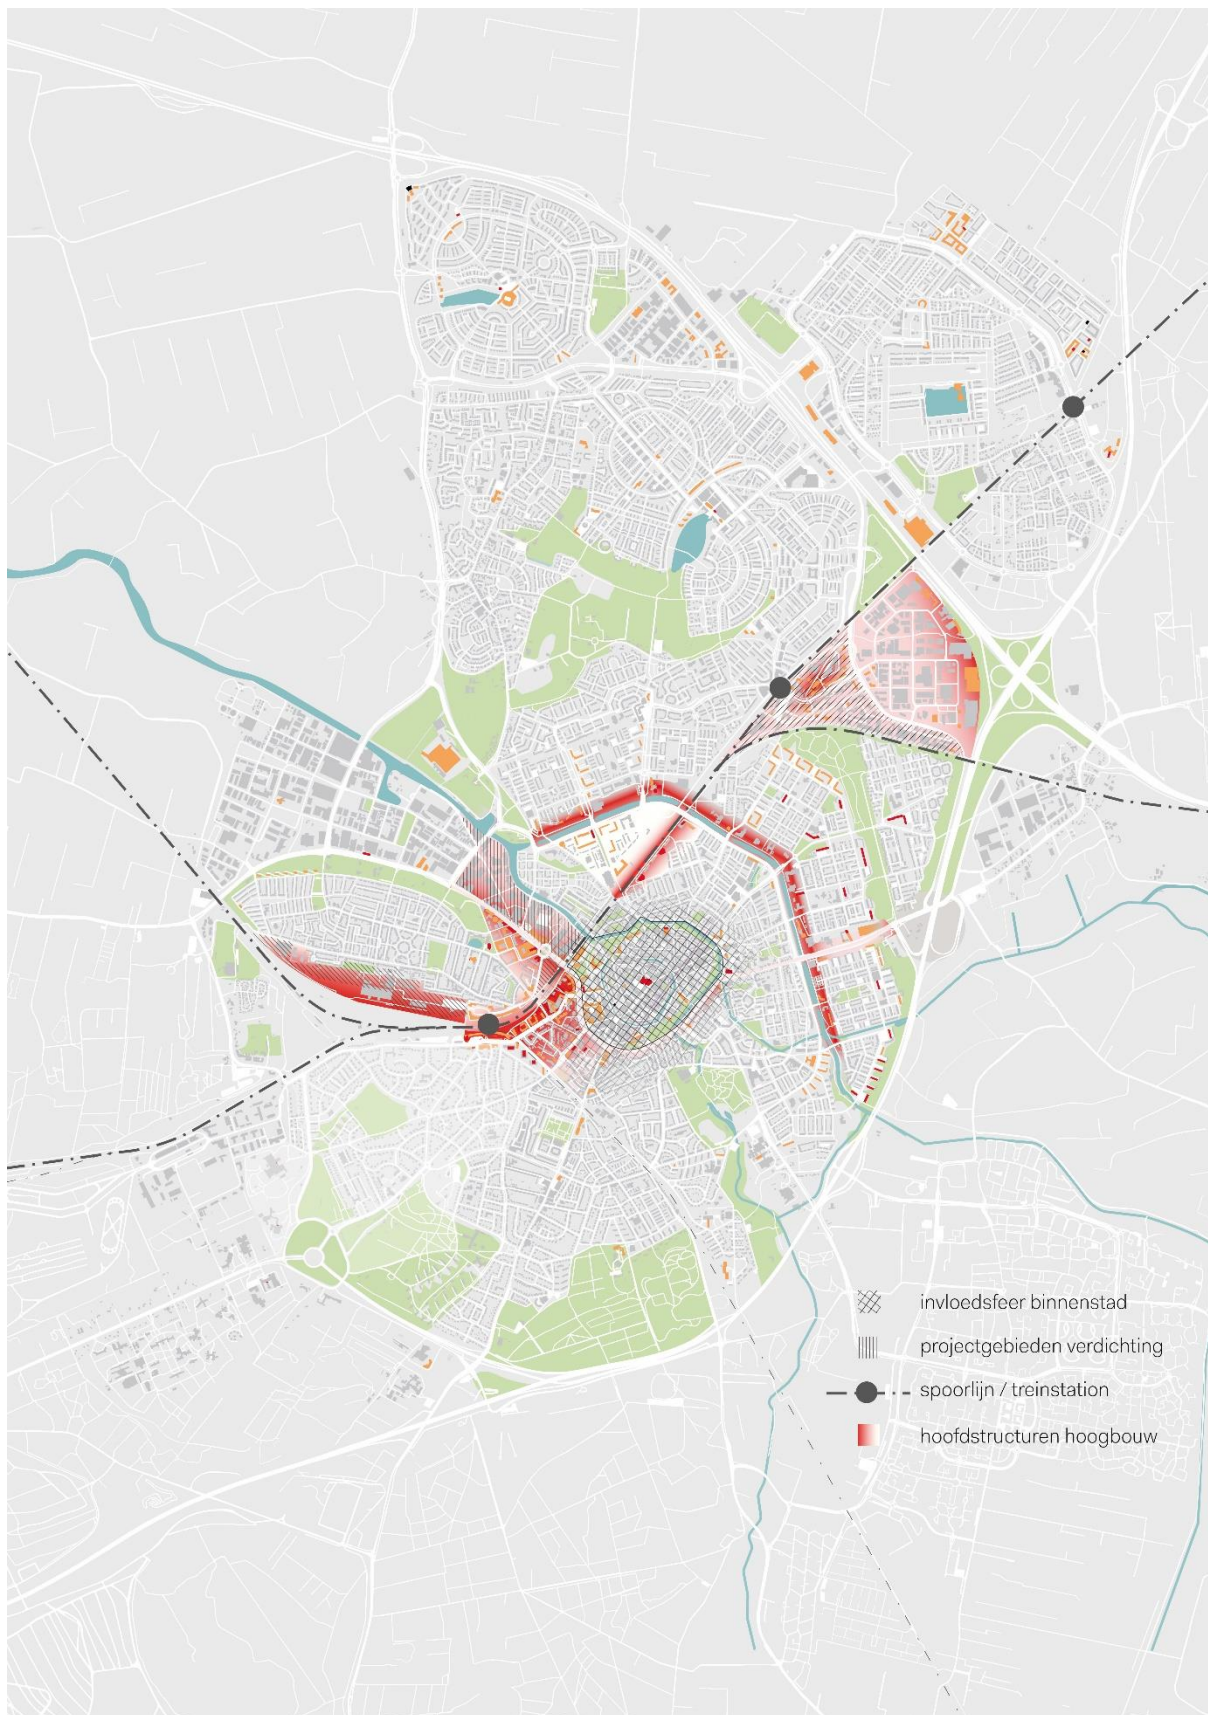 invloedsfeer binnenstad
projectgebieden verdichting
spoorlijn / treinstation
hoofdstructuren hoogbouw